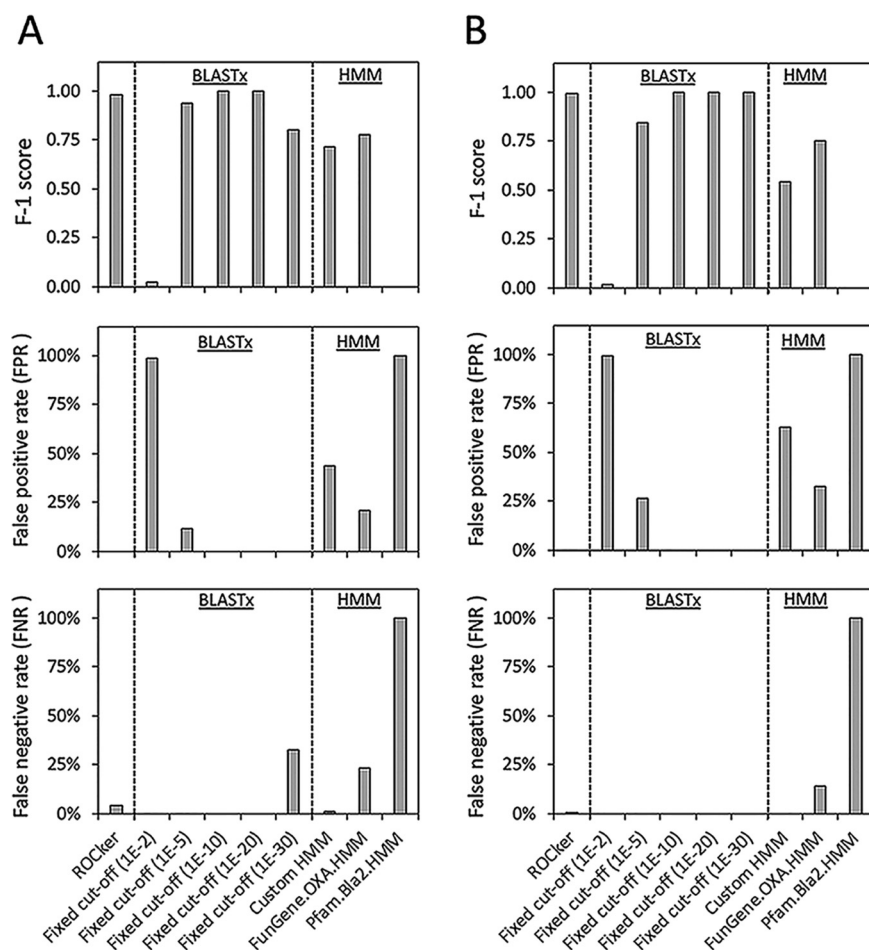 A
BLASTx
HMM
1.00
0.75
0.50
0.25
0.00
F-1 score
BLASTx
HMM
100%
75%
50%
25%
0%
False positive rate (FPR)
BLASTx
HMM
100%
75%
50%
25%
0%
False negative rate (FNR)
ROCker
Fixed cut-off (1E-2)
Fixed cut-off (1E-5)
Fixed cut-off (1E-10)
Fixed cut-off (1E-20)
Fixed cut-off (1E-30)
Custom HMM
FunGene.OXA.HMM
Pfam.Bla2.HMM
B
BLASTx
HMM
1.00
0.75
0.50
0.25
0.00
F-1 score
BLASTx
HMM
100%
75%
50%
25%
0%
False positive rate (FPR)
BLASTx
HMM
100%
75%
50%
25%
0%
False negative rate (FNR)
ROCker
Fixed cut-off (1E-2)
Fixed cut-off (1E-5)
Fixed cut-off (1E-10)
Fixed cut-off (1E-20)
Fixed cut-off (1E-30)
Custom HMM
FunGene.OXA.HMM
Pfam.Bla2.HMM